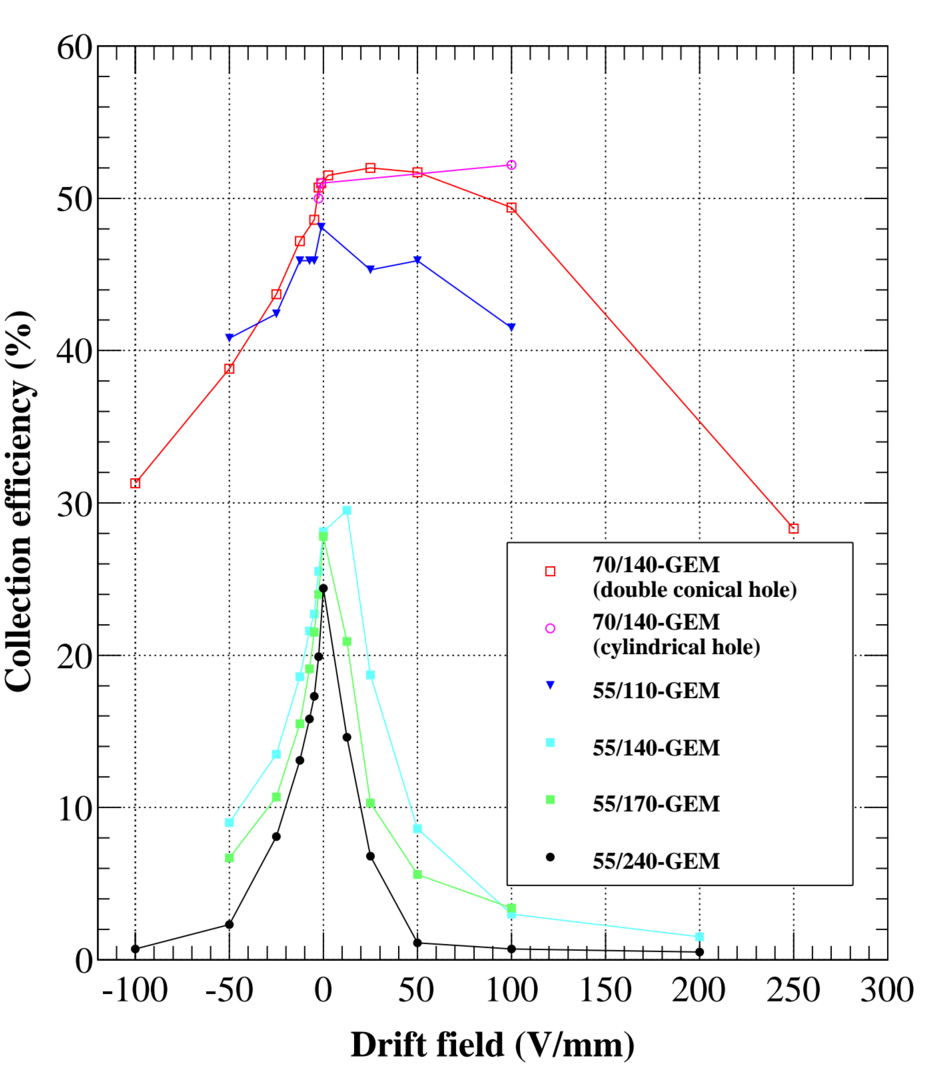 60
50
40
30
20
10
0
Collection efficiency (%)
70/140-GEM
(double conical hole)
70/140-GEM
(cylindrical hole)
55/110-GEM
55/140-GEM
55/170-GEM
55/240-GEM
-100 -50 0 50 100 150 200 250 300
Drift field (V/mm)